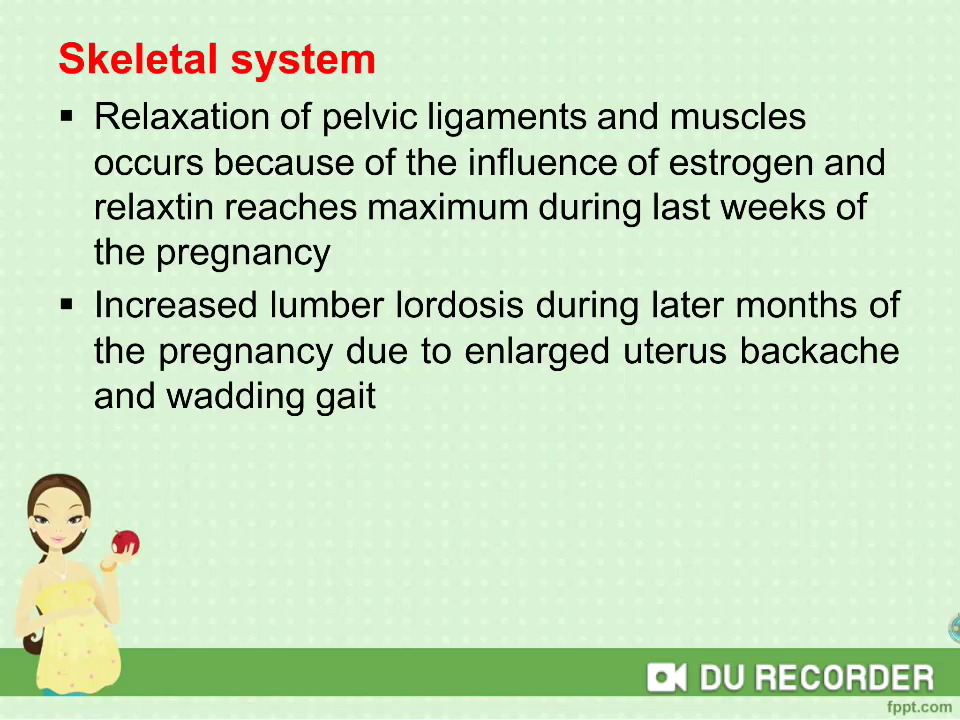 Skeletal system
▪ Relaxation of pelvic ligaments and muscles
occurs because of the influence of estrogen and
relaxtin reaches maximum during last weeks of
the pregnancy
▪ Increased lumber lordosis during later months of
the pregnancy due to enlarged uterus backache
and wadding gait
DU RECORDER
fppt.com